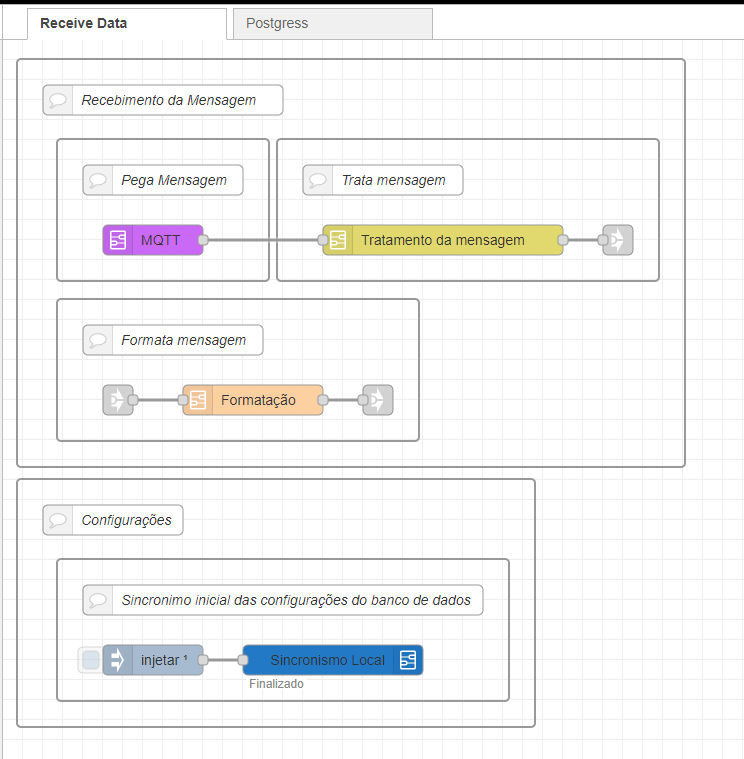 Receive Data
Postgress
Recebimento da Mensagem
Pega Mensagem
Trata mensagem
MQTT
Tratamento da mensagem
Formata mensagem
Formatação
Configurações
Sincronimo inicial das configurações do banco de dados
injetar ¹
Sincronismo Local
Finalizado